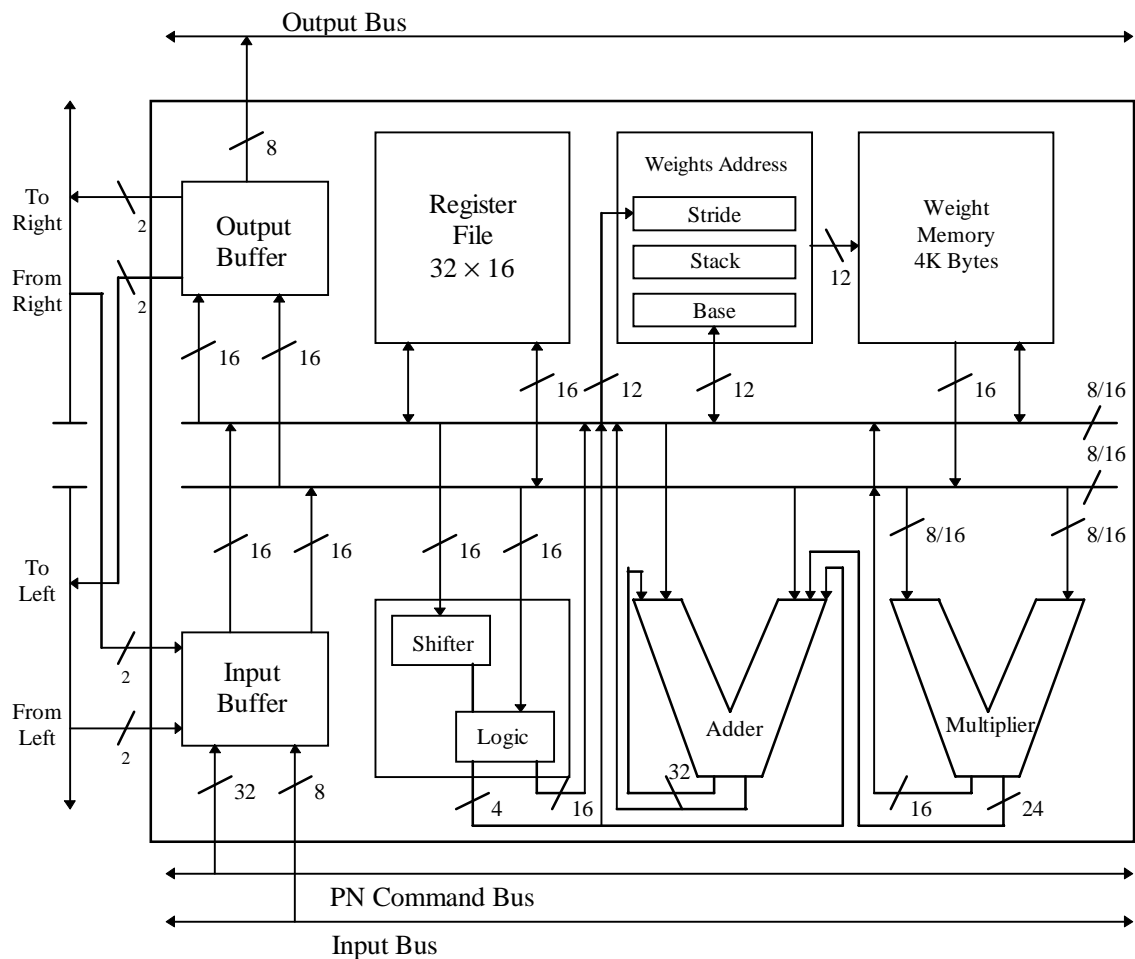 Output Bus
8
To
Right
2
Output
Buffer
Register
File
32 × 16
Weights Address
Stride
Stack
Base
12
Weight
Memory
4K Bytes
From
Right
2
16
16
16
12
12
16
8/16
8/16
16
16
16
16
8/16
8/16
To
Left
2
Input
Buffer
Shifter
Logic
Adder
Multiplier
From
Left
2
32
8
4
16
32
16
24
PN Command Bus
Input Bus